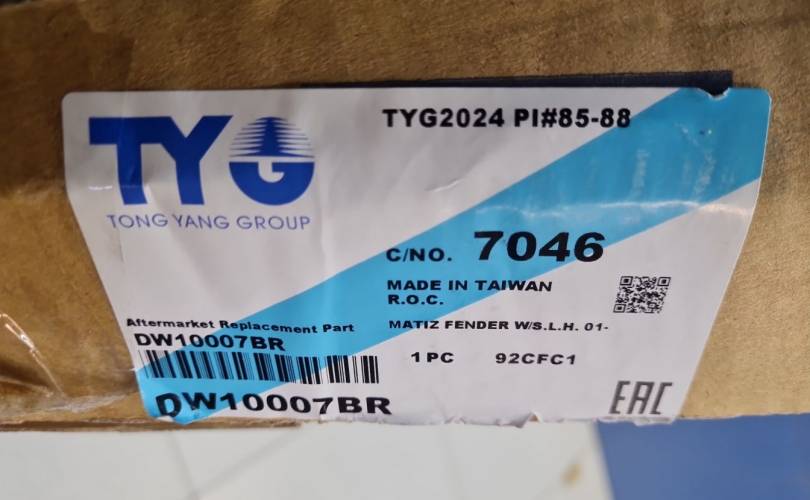 TYG
TONG YANG GROUP
TYG2024 PI#85-88
C/NO. 7046
MADE IN TAIWAN
R.O.C.
MATIZ FENDER W/S.L.H. 01-
1 PC 92CFC1
Aftermarket Replacement Part
DW10007BR
DW10007BR
EAC